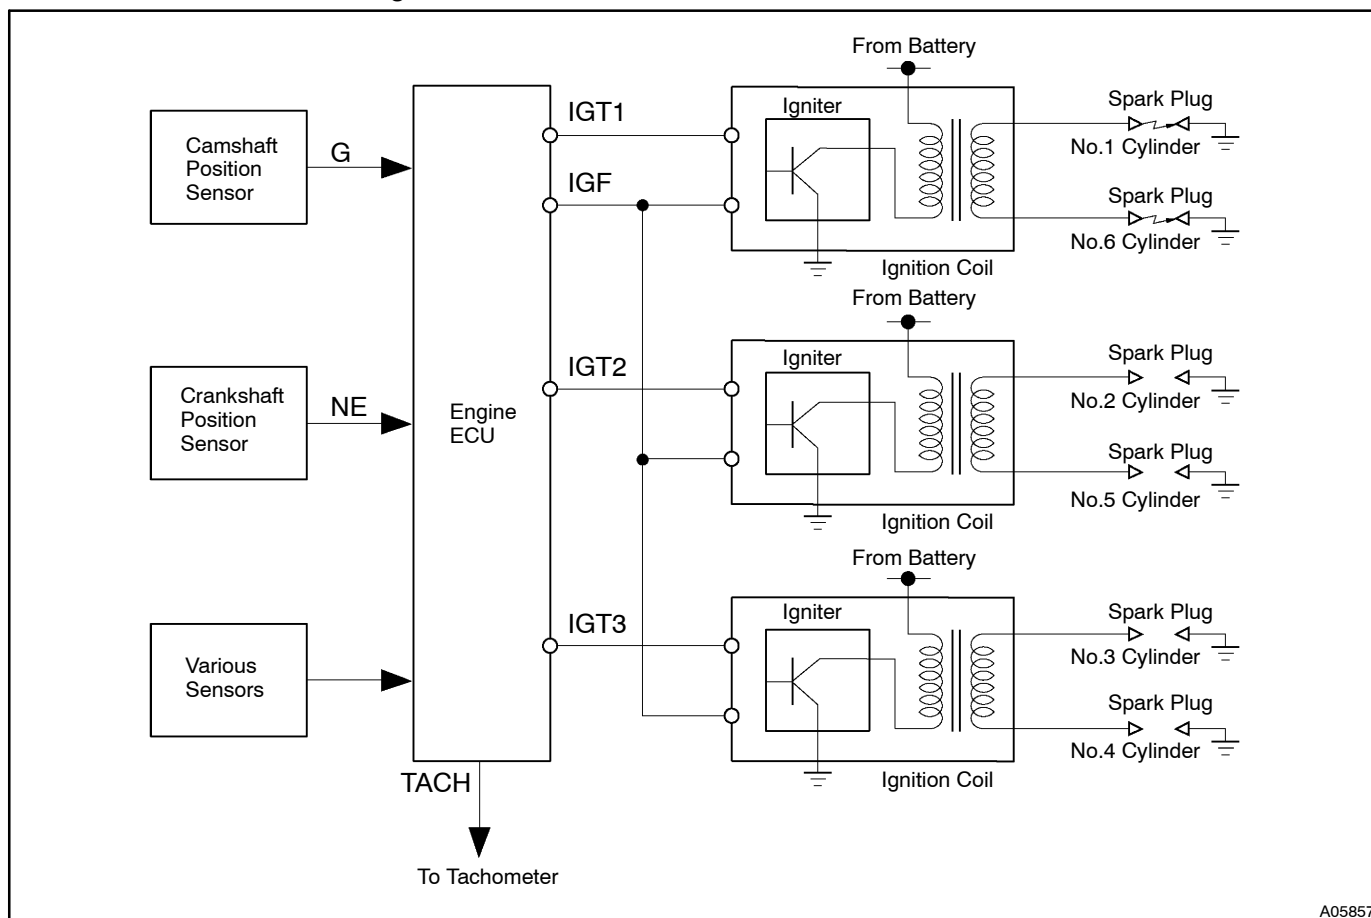 From Battery
Camshaft
Position
Sensor
G
Crankshaft
Position
Sensor
NE
Various
Sensors
Engine
ECU
TACH
To Tachometer
IGT1
IGF
IGT2
IGT3
Igniter
Ignition Coil
Spark Plug
No.1 Cylinder
Spark Plug
No.6 Cylinder
From Battery
Igniter
Ignition Coil
Spark Plug
No.2 Cylinder
Spark Plug
No.5 Cylinder
From Battery
Igniter
Ignition Coil
Spark Plug
No.3 Cylinder
Spark Plug
No.4 Cylinder
A05857